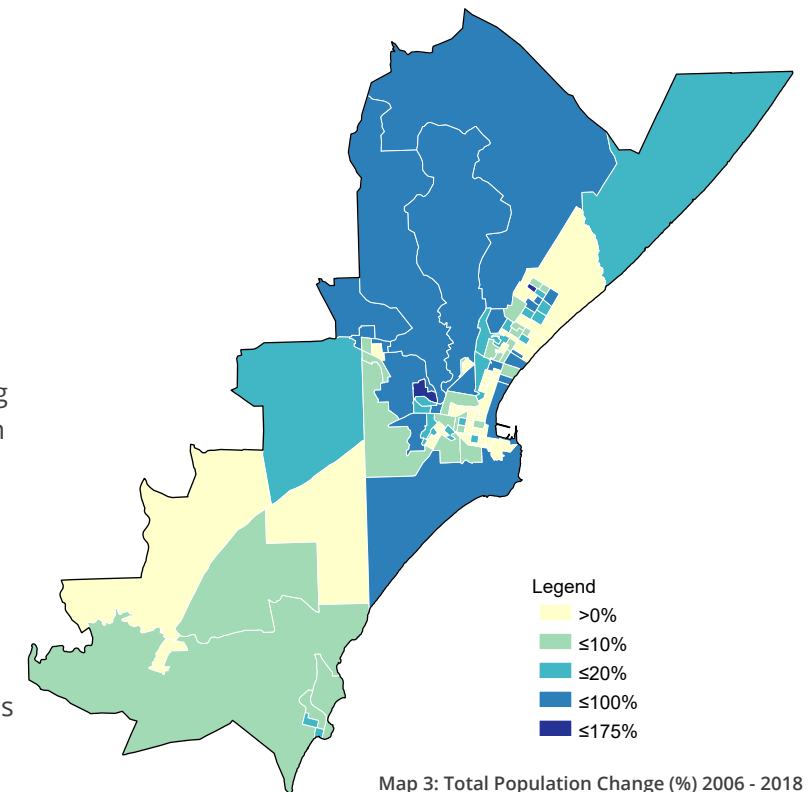 g
n
s
Legend
>0%
≤10%
≤20%
≤100%
≤175%
Map 3: Total Population Change (%) 2006 - 2018